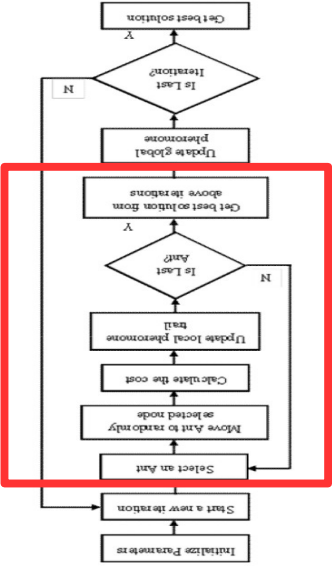 Initialize Parameters
Start a new iteration
Select an Ant
Move Ant to randomly
selected node
Calculate the cost
Update local pheromone
trail
Is Last
Ant?
N
Y
Get best solution from
above iterations
Update global
pheromone
Is Last
Iteration?
N
Y
Get best solution